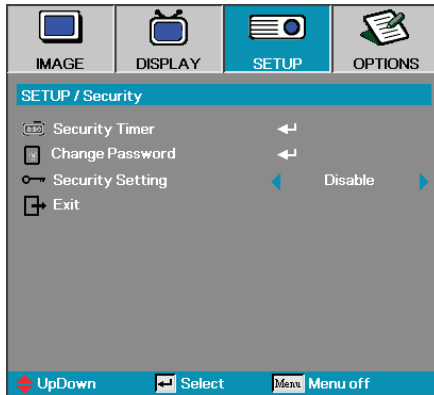 IMAGE DISPLAY SETUP OPTIONS
SETUP / Security
Security Timer
Change Password
Security Setting Disable
Exit
UpDown Select Menu Menu off